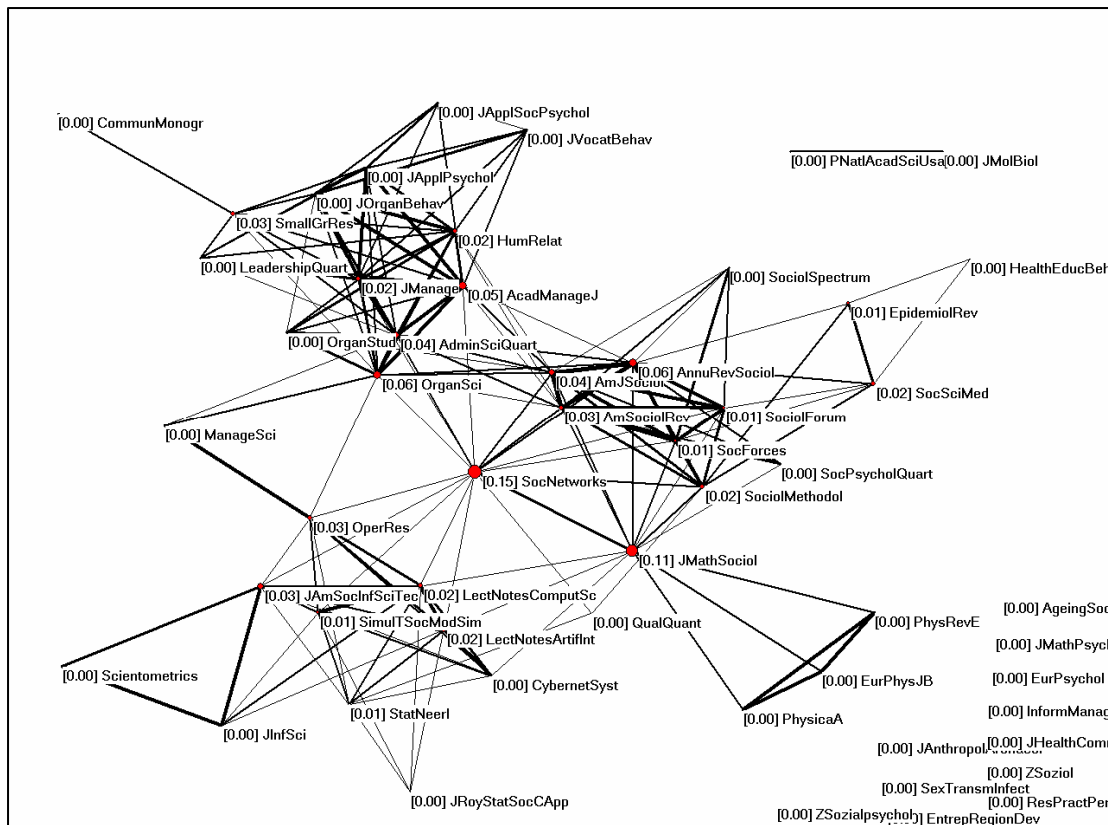 [0.00] JApplSocPsychol
[0.00] CommunMonogr
[0.00] JVocatBehav
[0.00] PNatlAcadSciUsa
[0.00] JMolBiol
[0.00] JApplPsychol
[0.00] JOrganBehav
[0.03] SmallGrRes
[0.02] HumRelat
[0.00] LeadershipQuart
[0.00] SociolSpectrum
[0.00] HealthEducBeh
[0.02] JManage
[0.05] AcadManageJ
[0.01] EpidemiolRev
[0.00] OrganStud
[0.04] AdminSciQuart
[0.06] AnnuRevSociol
[0.06] OrganSci
[0.04] AmJSociol
[0.02] SocSciMed
[0.03] AmSociolRev
[0.01] SociolForum
[0.00] ManageSci
[0.01] SocForces
[0.00] SocPsycholQuart
[0.15] SocNetworks
[0.02] SociolMethodol
[0.03] OperRes
[0.11] JMathSociol
[0.03] JAmSocInfSciTec
[0.02] LectNotesComputSc
[0.00] AgeingSoc
[0.01] SimulTSocModSim
[0.00] QualQuant
[0.00] PhysRevE
[0.02] LectNotesArtifInt
[0.00] JMathPsych
[0.00] Scientometrics
[0.00] CybernetSyst
[0.00] EurPhysJB
[0.00] EurPsychol
[0.01] StatNeerl
[0.00] PhysicaA
[0.00] InformManag
[0.00] JInfSci
[0.00] JHealthComm
[0.00] ZSoziol
[0.00] SexTransmInfect
[0.00] JRoyStatSocCApp
[0.00] ResPractPer
[0.00] ZSozialpsychol
EntrepRegionDev